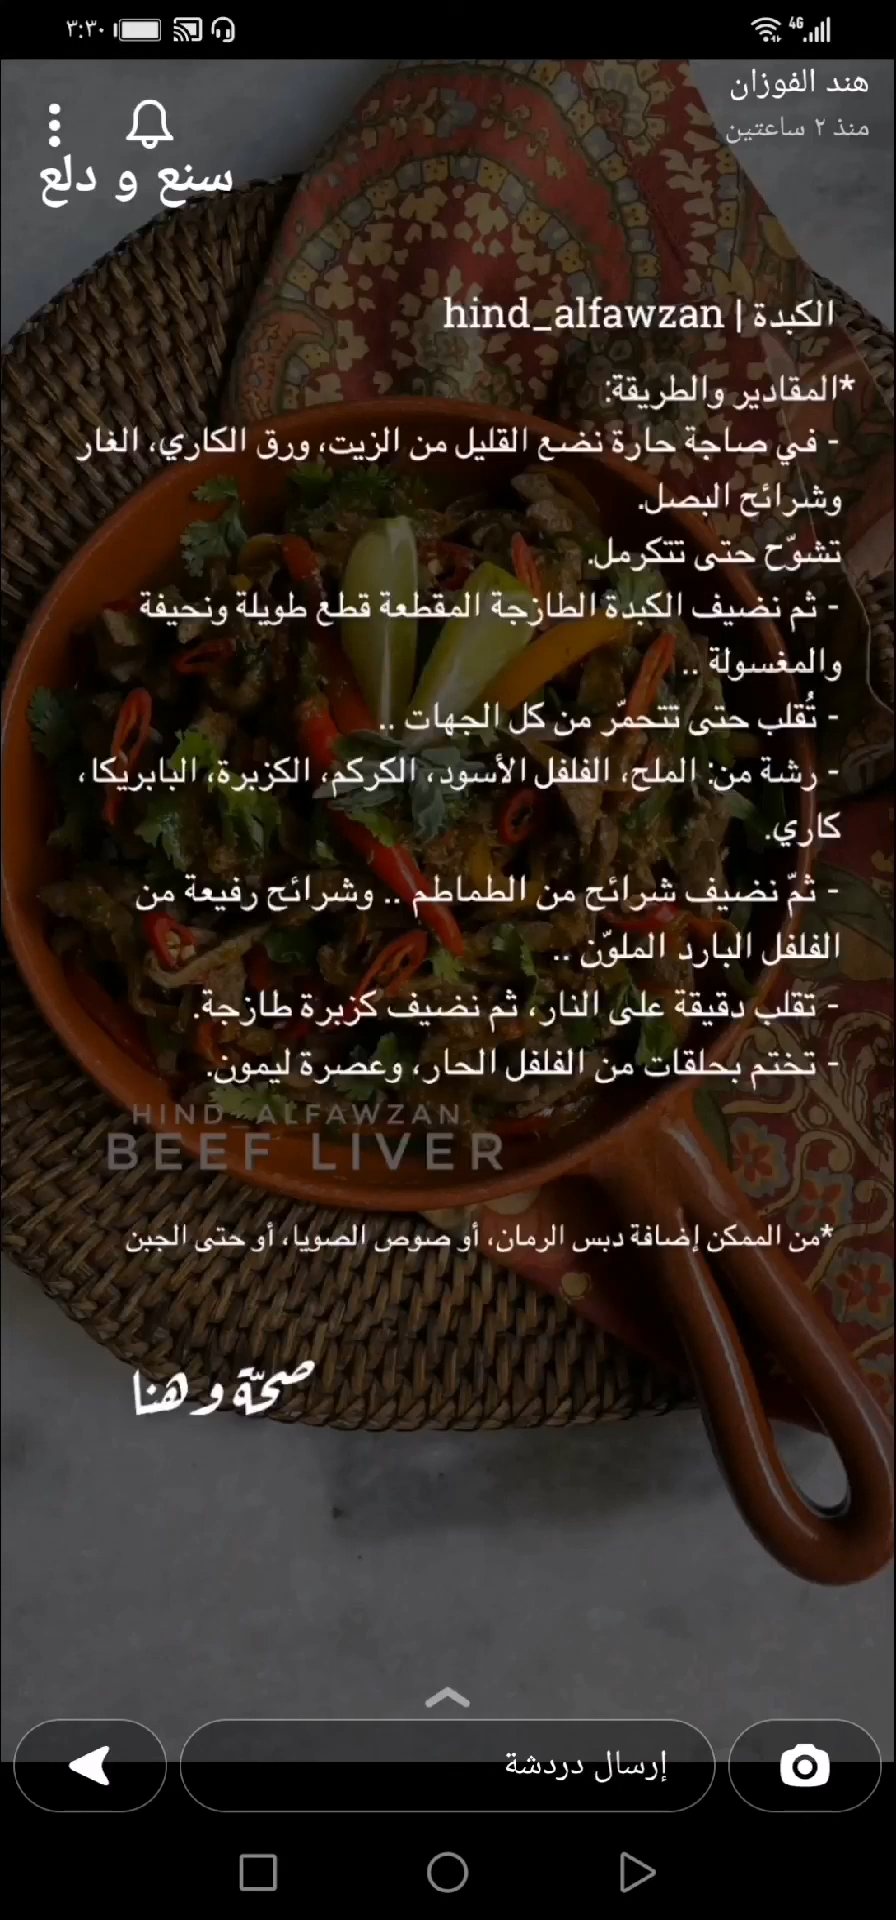 ٣:٣٠
4G
هند الفوزان
منذ ٢ ساعتين
سنع و دلع
الكبدة | hind_alfawzan
*المقادير والطريقة:
- في صاجة حارة نضع القليل من الزيت، ورق الكاري، الغار
وشرائح البصل.
تشوّح حتى تتكرمل.
- ثم نضيف الكبدة الطازجة المقطعة قطع طويلة ونحيفة
والمغسولة ..
- تُقلب حتى تتحمّر من كل الجهات ..
- رشة من: الملح، الفلفل الأسود، الكركم، الكزبرة، البابريكا،
كاري.
- ثمّ نضيف شرائح من الطماطم .. وشرائح رفيعة من
الفلفل البارد الملوّن ..
- تقلب دقيقة على النار، ثم نضيف كزبرة طازجة.
- تختم بحلقات من الفلفل الحار، وعصرة ليمون.
HIND_ALFAWZAN
BEEF LIVER
*من الممكن إضافة دبس الرمان، أو صوص الصويا، أو حتى الجبن
صحّة و هنا
إرسال دردشة